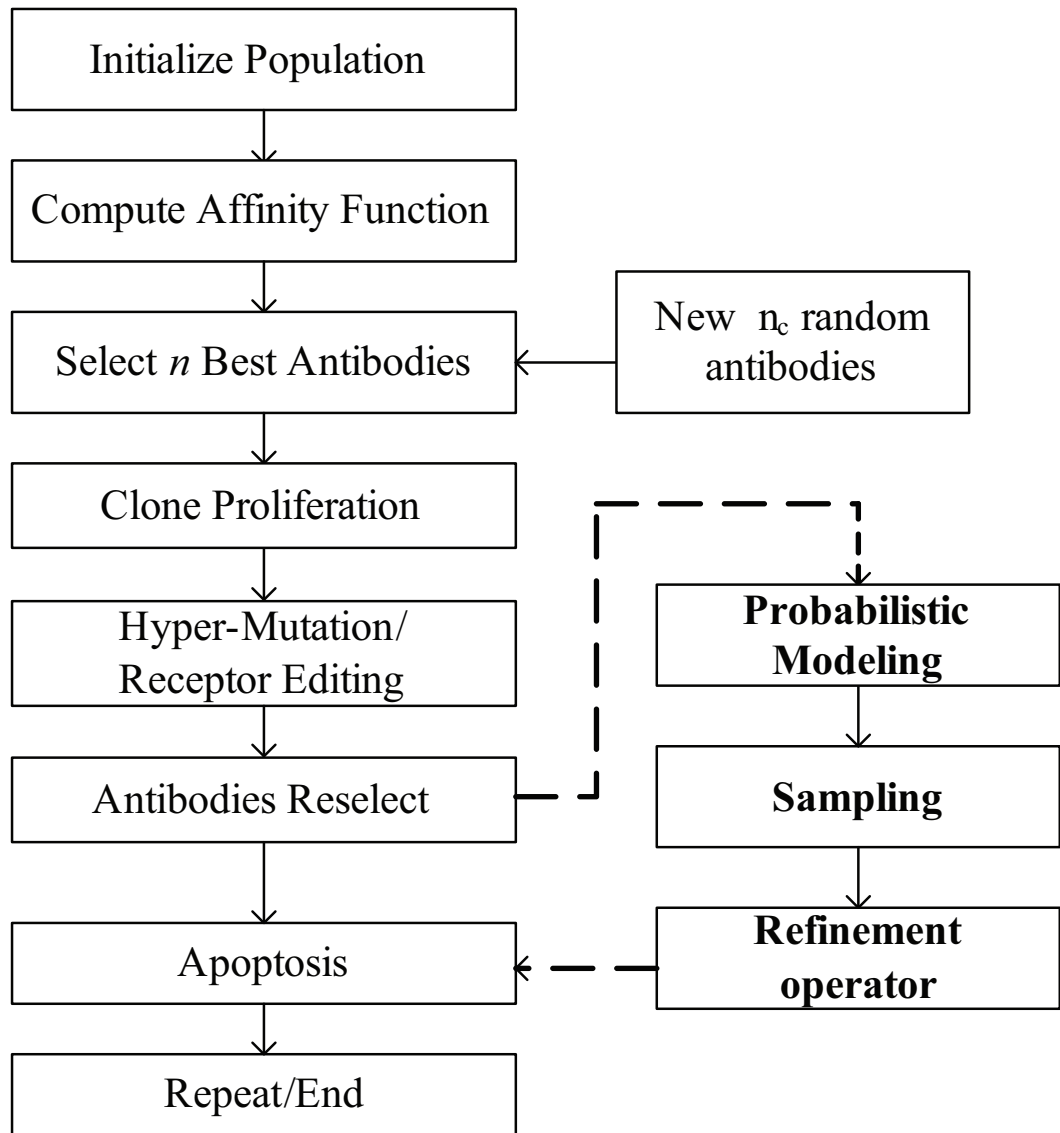 Initialize Population
Compute Affinity Function
Select n Best Antibodies
New nc random
antibodies
Clone Proliferation
Hyper-Mutation/
Receptor Editing
Probabilistic
Modeling
Antibodies Reselect
Sampling
Apoptosis
Refinement
operator
Repeat/End